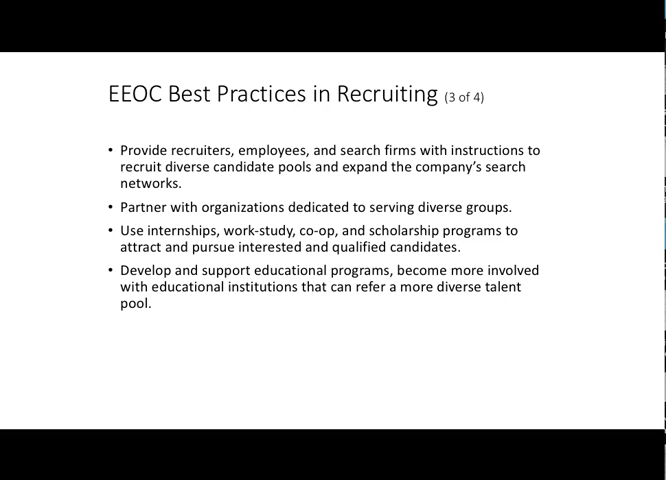 EEOC Best Practices in Recruiting (3 of 4)
• Provide recruiters, employees, and search firms with instructions to
recruit diverse candidate pools and expand the company's search
networks.
• Partner with organizations dedicated to serving diverse groups.
• Use internships, work-study, co-op, and scholarship programs to
attract and pursue interested and qualified candidates.
• Develop and support educational programs, become more involved
with educational institutions that can refer a more diverse talent
pool.